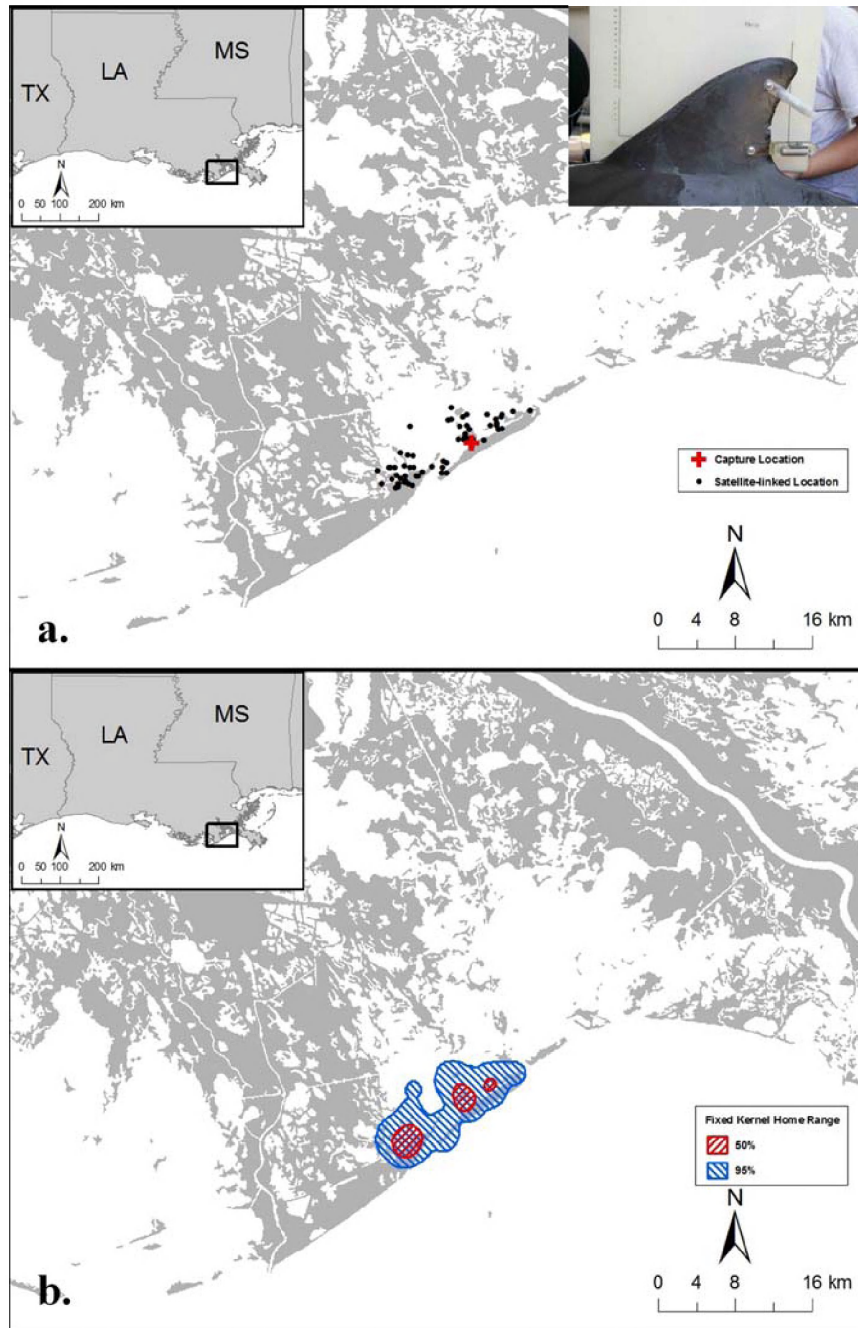 TX
LA
MS
N
0 50 100 200 km
Capture Location
Satellite-linked Location
N
0 4 8 16 km
a.
TX
LA
MS
N
0 50 100 200 km
Fixed Kernel Home Range
50%
95%
N
0 4 8 16 km
b.